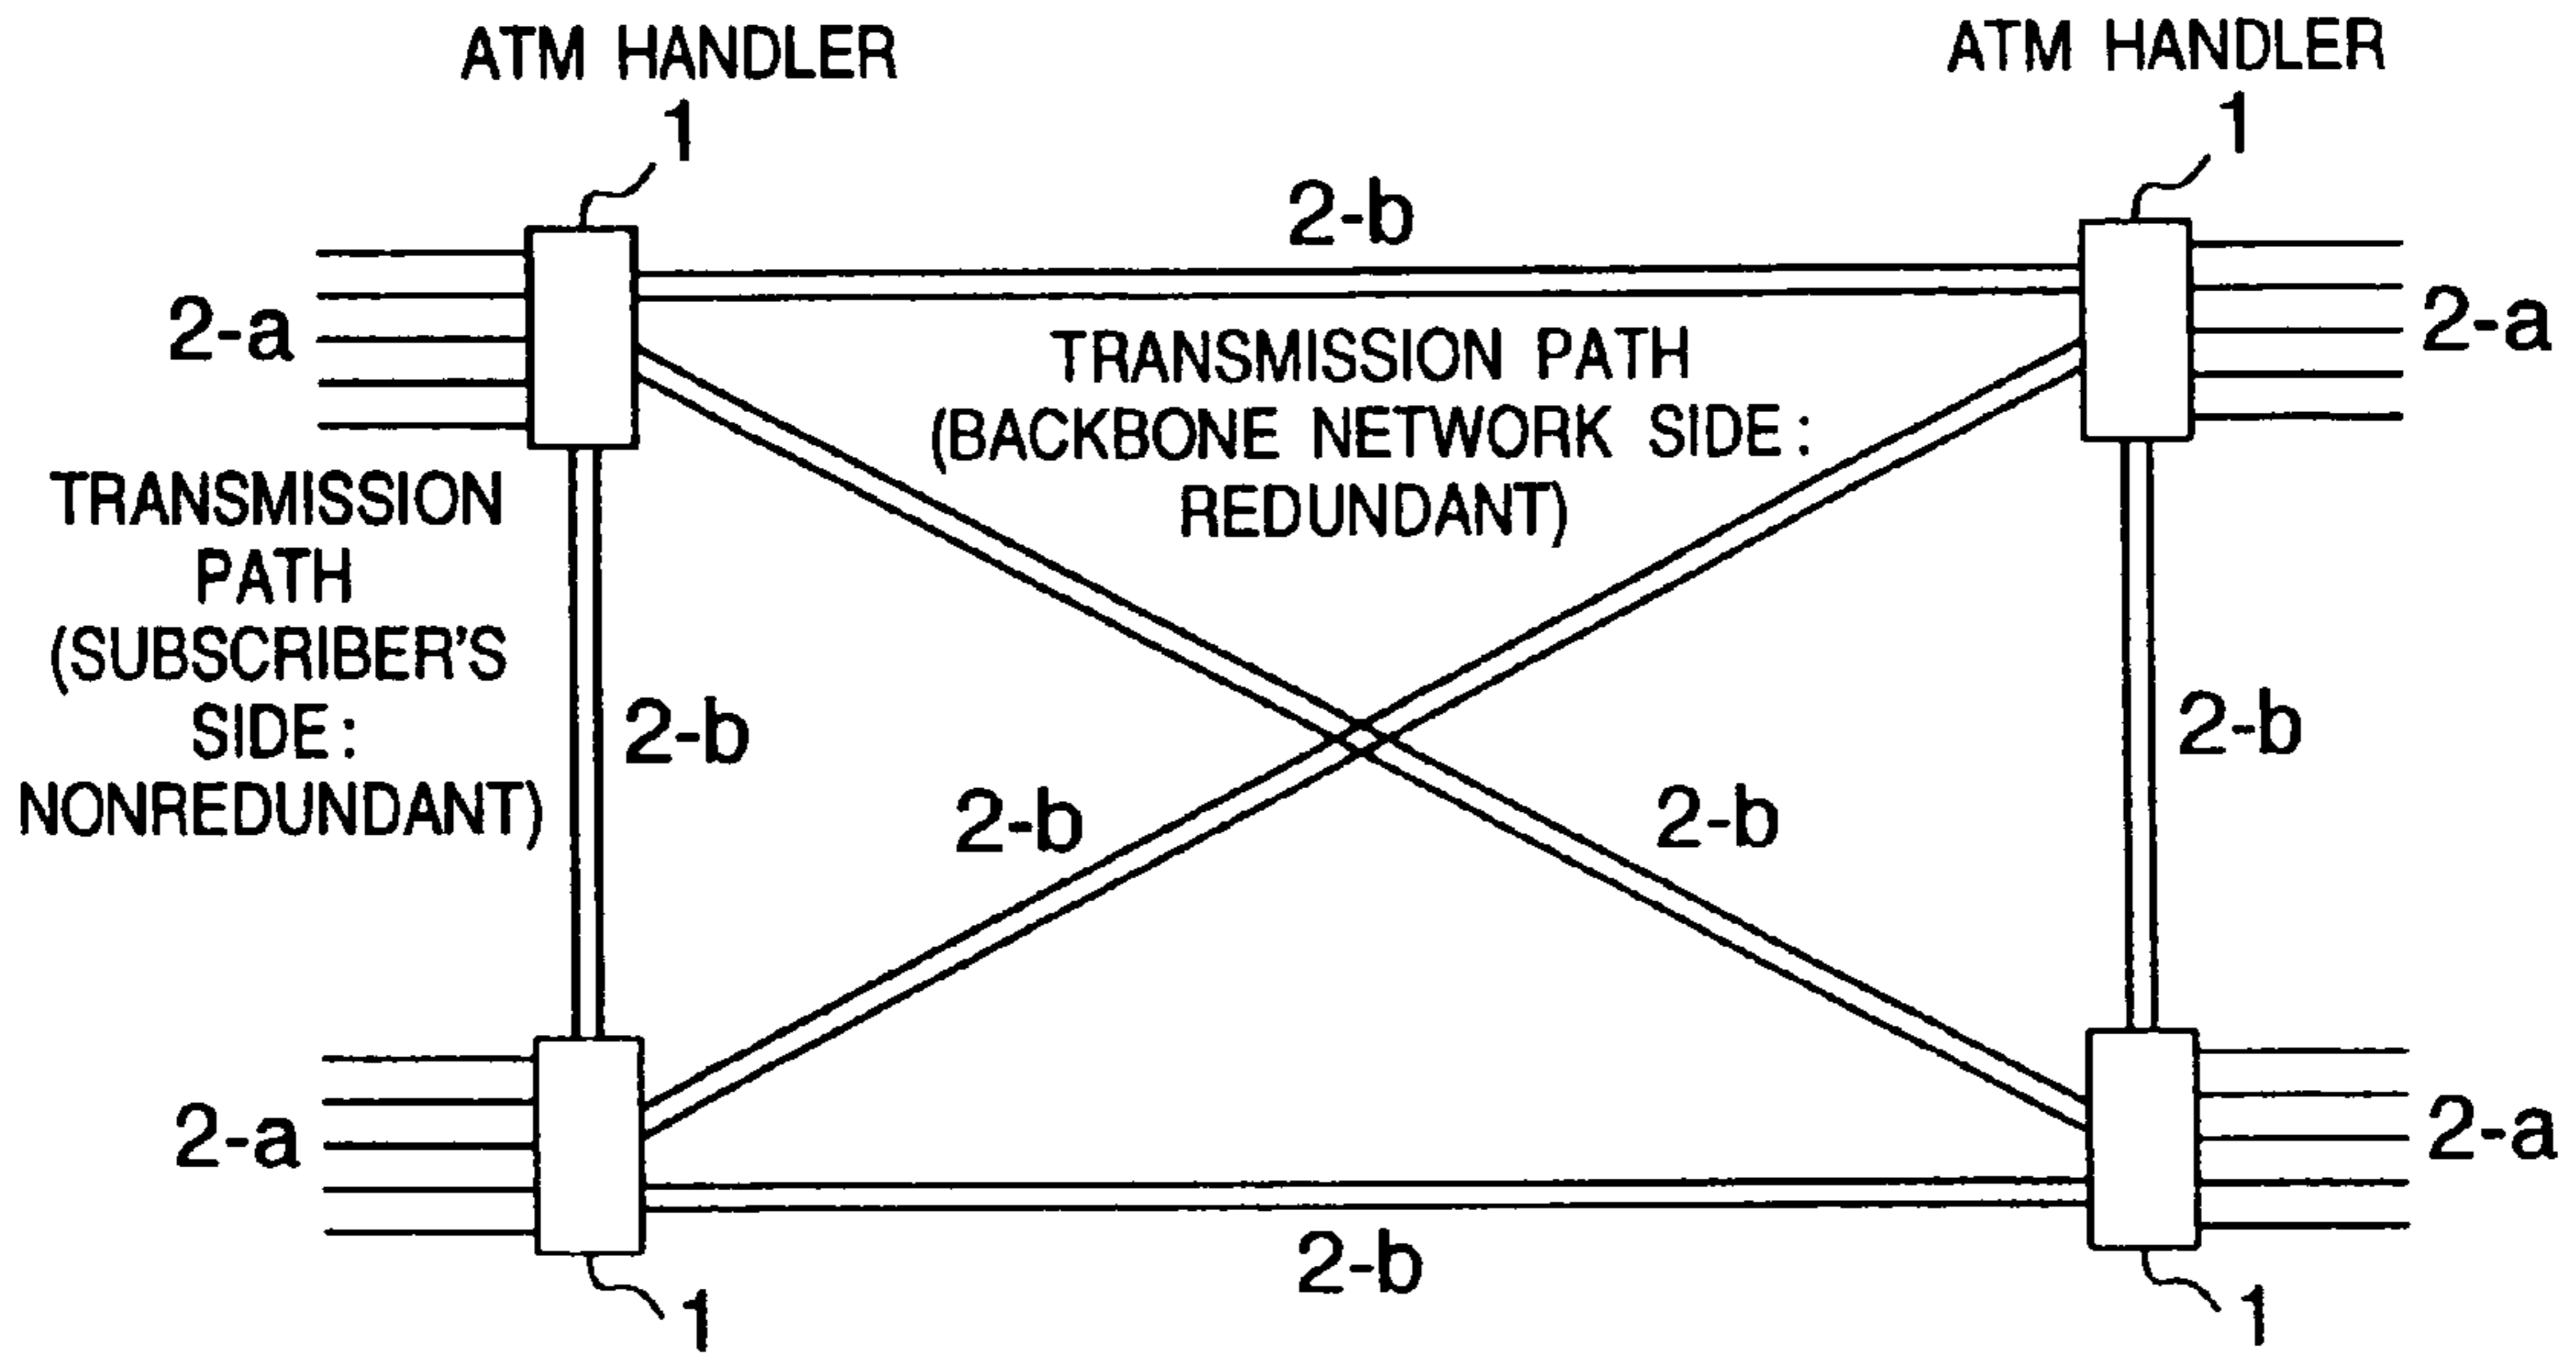 ATM HANDLER
ATM HANDLER
1
1
2-b
2-a
2-a
TRANSMISSION PATH
(BACKBONE NETWORK SIDE:
REDUNDANT)
TRANSMISSION
PATH
(SUBSCRIBER'S
SIDE:
NONREDUNDANT)
2-b
2-b
2-b
2-b
2-a
2-a
2-b
1
1